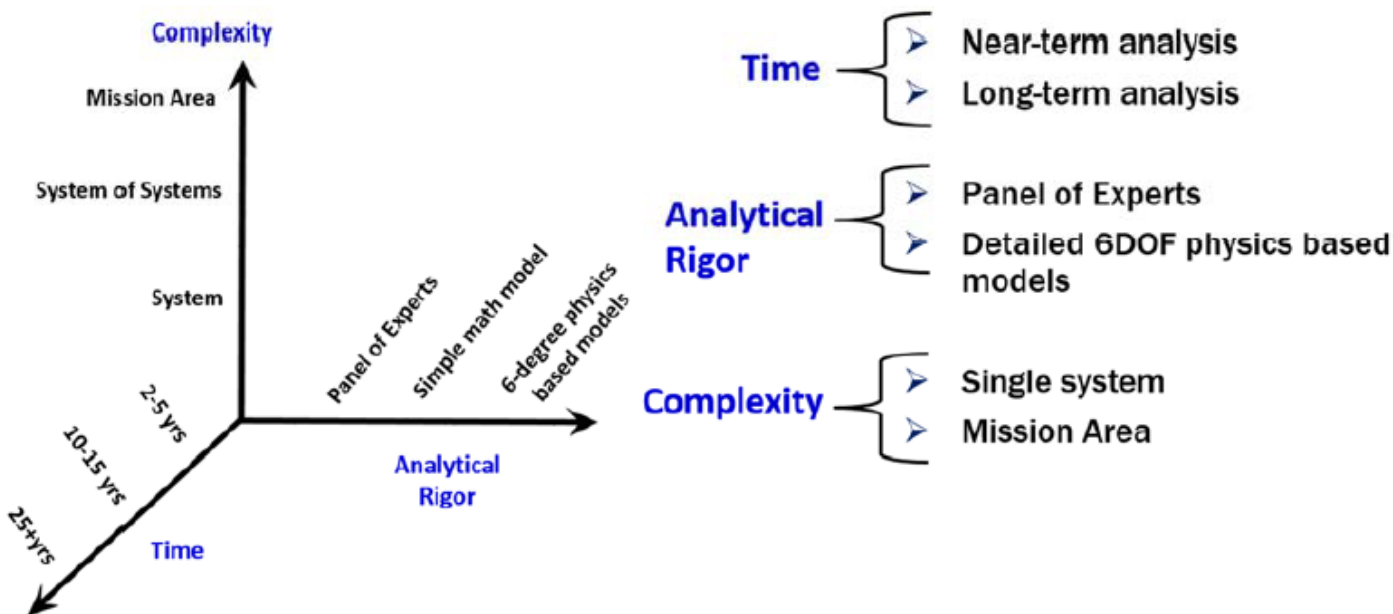 Complexity
Mission Area
System of Systems
System
2-5 yrs
10-15 yrs
25+yrs
Time
Panel of Experts
Simple math model
6-degree physics
based models
Analytical
Rigor
Time
Near-term analysis
Long-term analysis
Analytical
Rigor
Panel of Experts
Detailed 6DOF physics based
models
Complexity
Single system
Mission Area